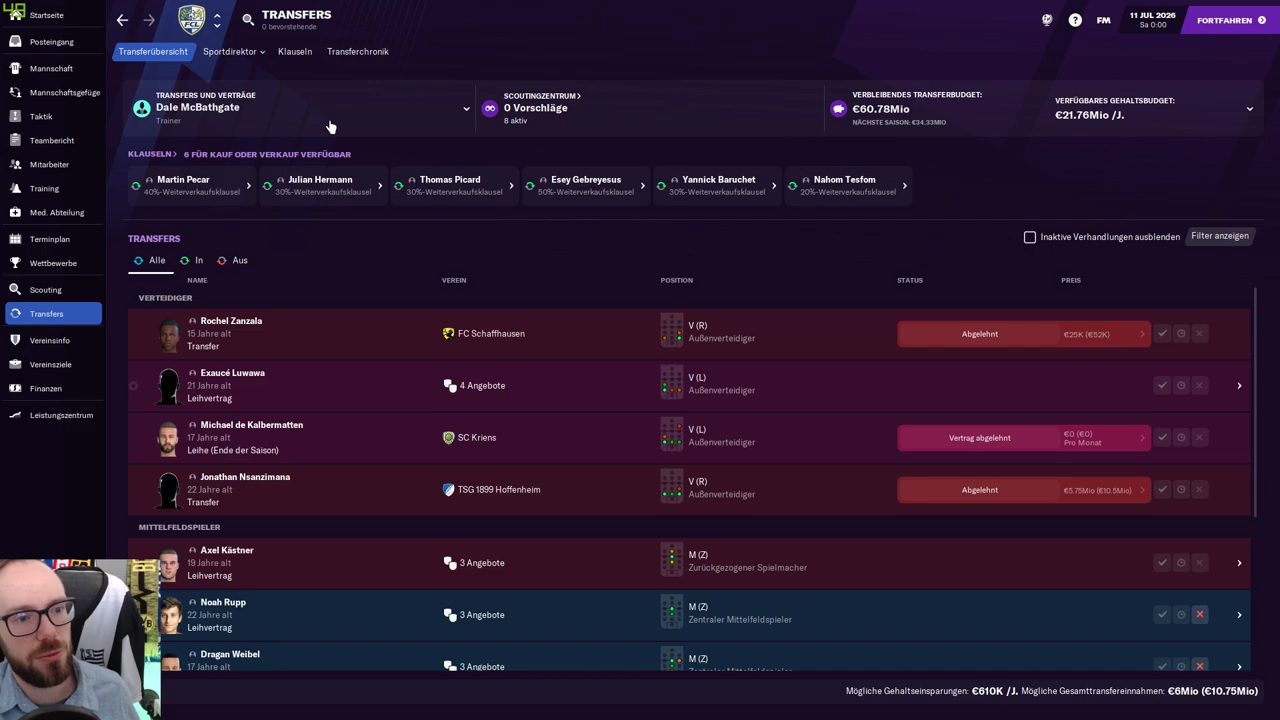 49
Startseite
Posteingang
Mannschaft
Mannschaftsgefüge
Taktik
Teambericht
Mitarbeiter
Training
Med. Abteilung
Terminplan
Wettbewerbe
Scouting
Transfers
Vereinsinfo
Vereinsziele
Finanzen
Leistungszentrum
FCL
TRANSFERS
0 bevorstehende
FM
11 JUL 2026
Sa 0:00
FORTFAHREN
Transferübersicht
Sportdirektor
Klauseln
Transferchronik
TRANSFERS UND VERTRÄGE
Dale McBathgate
Trainer
SCOUTINGZENTRUM
0 Vorschläge
8 aktiv
VERBLEIBENDES TRANSFERBUDGET:
€60.78Mio
NÄCHSTE SAISON: €34.33MIO
VERFÜGBARES GEHALTSBUDGET:
€21.76Mio /J.
KLAUSELN 6 FÜR KAUF ODER VERKAUF VERFÜGBAR
Martin Pecar
40%-Weiterverkaufsklausel
Julian Hermann
30%-Weiterverkaufsklausel
Thomas Picard
30%-Weiterverkaufsklausel
Esey Gebreyesus
50%-Weiterverkaufsklausel
Yannick Baruchet
30%-Weiterverkaufsklausel
Nahom Tesfom
20%-Weiterverkaufsklausel
TRANSFERS
Inaktive Verhandlungen ausblenden
Filter anzeigen
Alle
In
Aus
NAME VEREIN POSITION STATUS PREIS
VERTEIDIGER
Rochel Zanzala
15 Jahre alt
Transfer
FC Schaffhausen
V (R)
Außenverteidiger
Abgelehnt
€25K (€52K)
Exaucé Luwawa
21 Jahre alt
Leihvertrag
4 Angebote
V (L)
Außenverteidiger
Michael de Kalbermatten
17 Jahre alt
Leihe (Ende der Saison)
SC Kriens
V (L)
Außenverteidiger
Vertrag abgelehnt
€0 (€0)
Pro Monat
Jonathan Nsanzimana
22 Jahre alt
Transfer
TSG 1899 Hoffenheim
V (R)
Außenverteidiger
Abgelehnt
€5.75Mio (€10.5Mio)
MITTELFELDSPIELER
Axel Kästner
19 Jahre alt
Leihvertrag
3 Angebote
M (Z)
Zurückgezogener Spielmacher
Noah Rupp
22 Jahre alt
Leihvertrag
3 Angebote
M (Z)
Zentraler Mittelfeldspieler
Dragan Weibel
17 Jahre alt
3 Angebote
M (Z)
Zentraler Mittelfeldspieler
Mögliche Gehaltseinsparungen: €610K /J. Mögliche Gesamttransfereinnahmen: €6Mio (€10.75Mio)